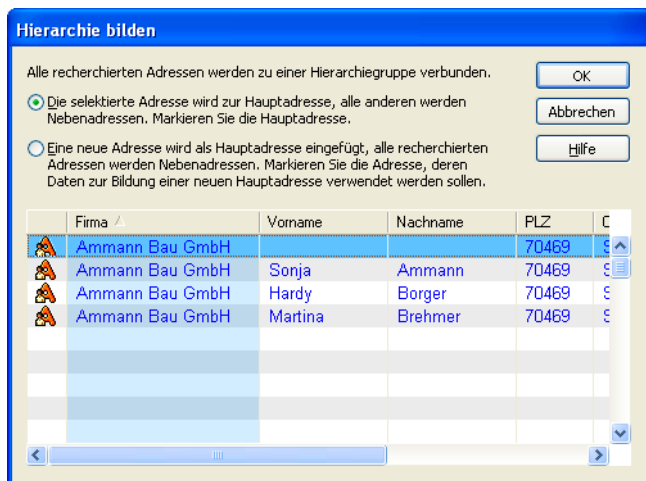 Hierarchie bilden
Alle recherchierten Adressen werden zu einer Hierarchiegruppe verbunden.
OK
Die selektierte Adresse wird zur Hauptadresse, alle anderen werden
Nebenadressen. Markieren Sie die Hauptadresse.
Abbrechen
Eine neue Adresse wird als Hauptadresse eingefügt, alle recherchierten
Adressen werden Nebenadressen. Markieren Sie die Adresse, deren
Daten zur Bildung einer neuen Hauptadresse verwendet werden sollen.
Hilfe
Firma Vorname Nachname PLZ
Ammann Bau GmbH 70469
Ammann Bau GmbH Sonja Ammann 70469
Ammann Bau GmbH Hardy Borger 70469
Ammann Bau GmbH Martina Brehmer 70469